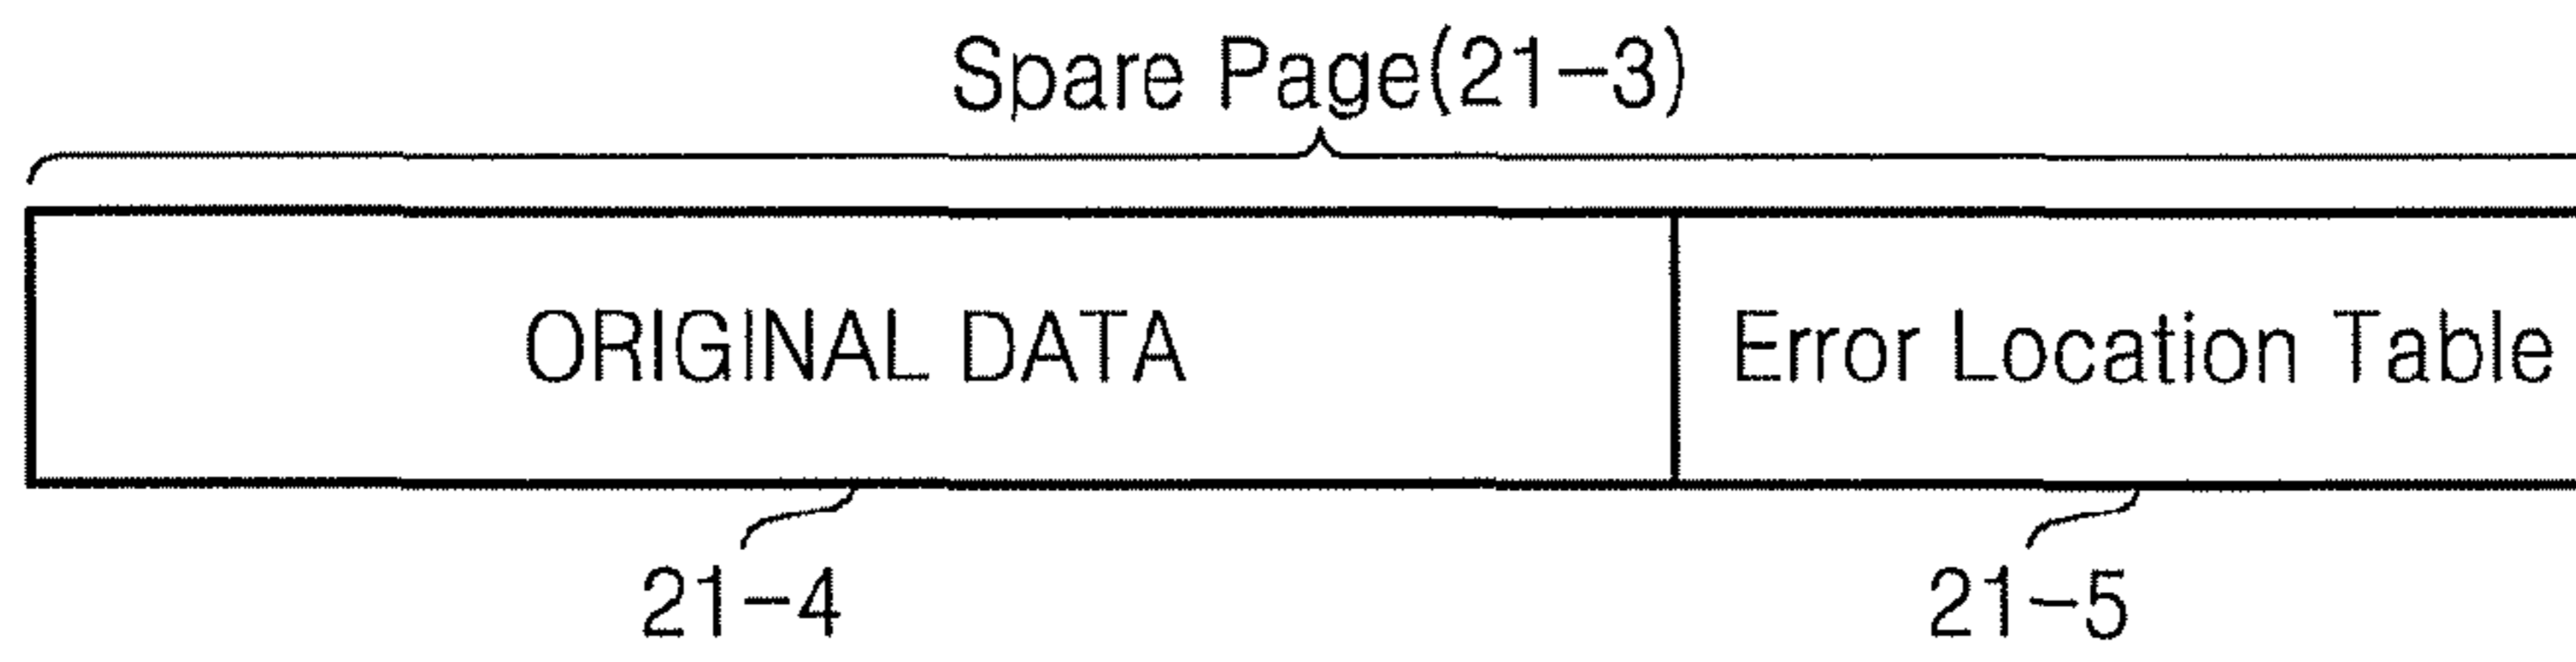 Spare Page(21-3)
ORIGINAL DATA Error Location Table
21-4 21-5